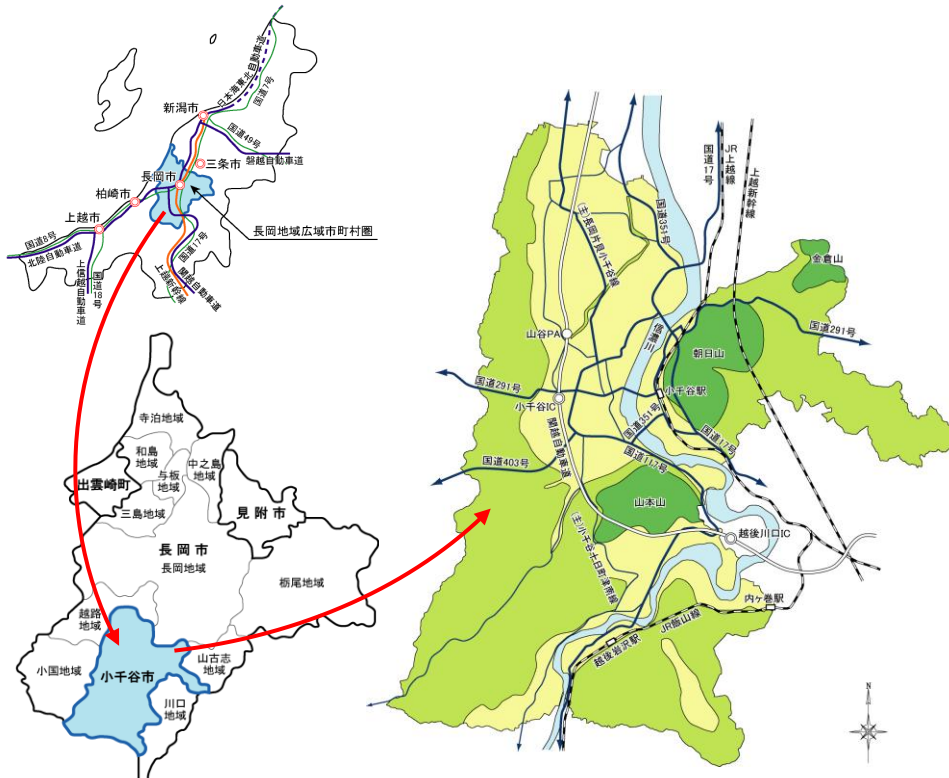 日本海東北自動車道
国道7号
新潟市
国道49号
磐越自動車道
三条市
長岡市
柏崎市
上越市
国道8号
北陸自動車道
上信越自動車道
国道18号
上越新幹線
国道17号
関越自動車道
長岡地域広域市町村圏
寺泊地域
和島
地域
中之島
地域
与板
地域
出雲崎町
三島地域
見附市
長岡市
長岡地域
栃尾地域
越路
地域
小国地域
小千谷市
山古志
地域
川口
地域
国道17号
JR上越線
上越新幹線
国道351号
(主)長岡片貝小千谷線
金倉山
国道291号
信濃川
山谷PA
朝日山
国道291号
小千谷駅
小千谷IC
国道351号
国道17号
関越自動車道
国道403号
国道117号
山本山
越後川口IC
(主)小千谷十日町津南線
内ヶ巻駅
JR飯山線
越後岩沢駅
N